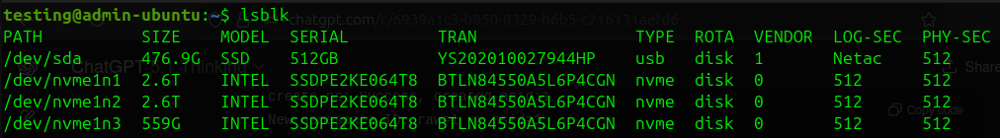 testing@admin-ubuntu:~$ lsblk
PATH SIZE MODEL SERIAL TRAN TYPE ROTA VENDOR LOG-SEC PHY-SEC
/dev/sda 476.9G SSD 512GB YS202010027944HP usb disk 1 Netac 512
/dev/nvme1n1 2.6T INTEL SSDPE2KE064T8 BTLN84550A5L6P4CGN nvme disk 0 512 512
/dev/nvme1n2 2.6T INTEL SSDPE2KE064T8 BTLN84550A5L6P4CGN nvme disk 0 512 512
/dev/nvme1n3 559G INTEL SSDPE2KE064T8 BTLN84550A5L6P4CGN nvme disk 0 512 512